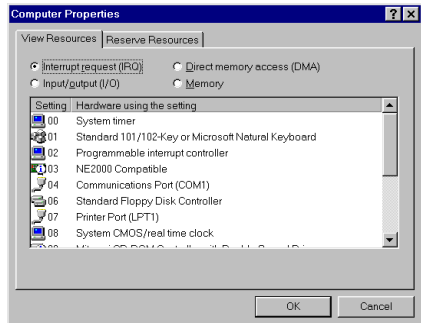 Computer Properties
View Resources Reserve Resources
Interrupt request (IRQ) Direct memory access (DMA)
Input/output (I/O) Memory
Setting Hardware using the setting
00 System timer
01 Standard 101/102-Key or Microsoft Natural Keyboard
02 Programmable interrupt controller
03 NE2000 Compatible
04 Communications Port (COM1)
06 Standard Floppy Disk Controller
07 Printer Port (LPT1)
08 System CMOS/real time clock
OK Cancel